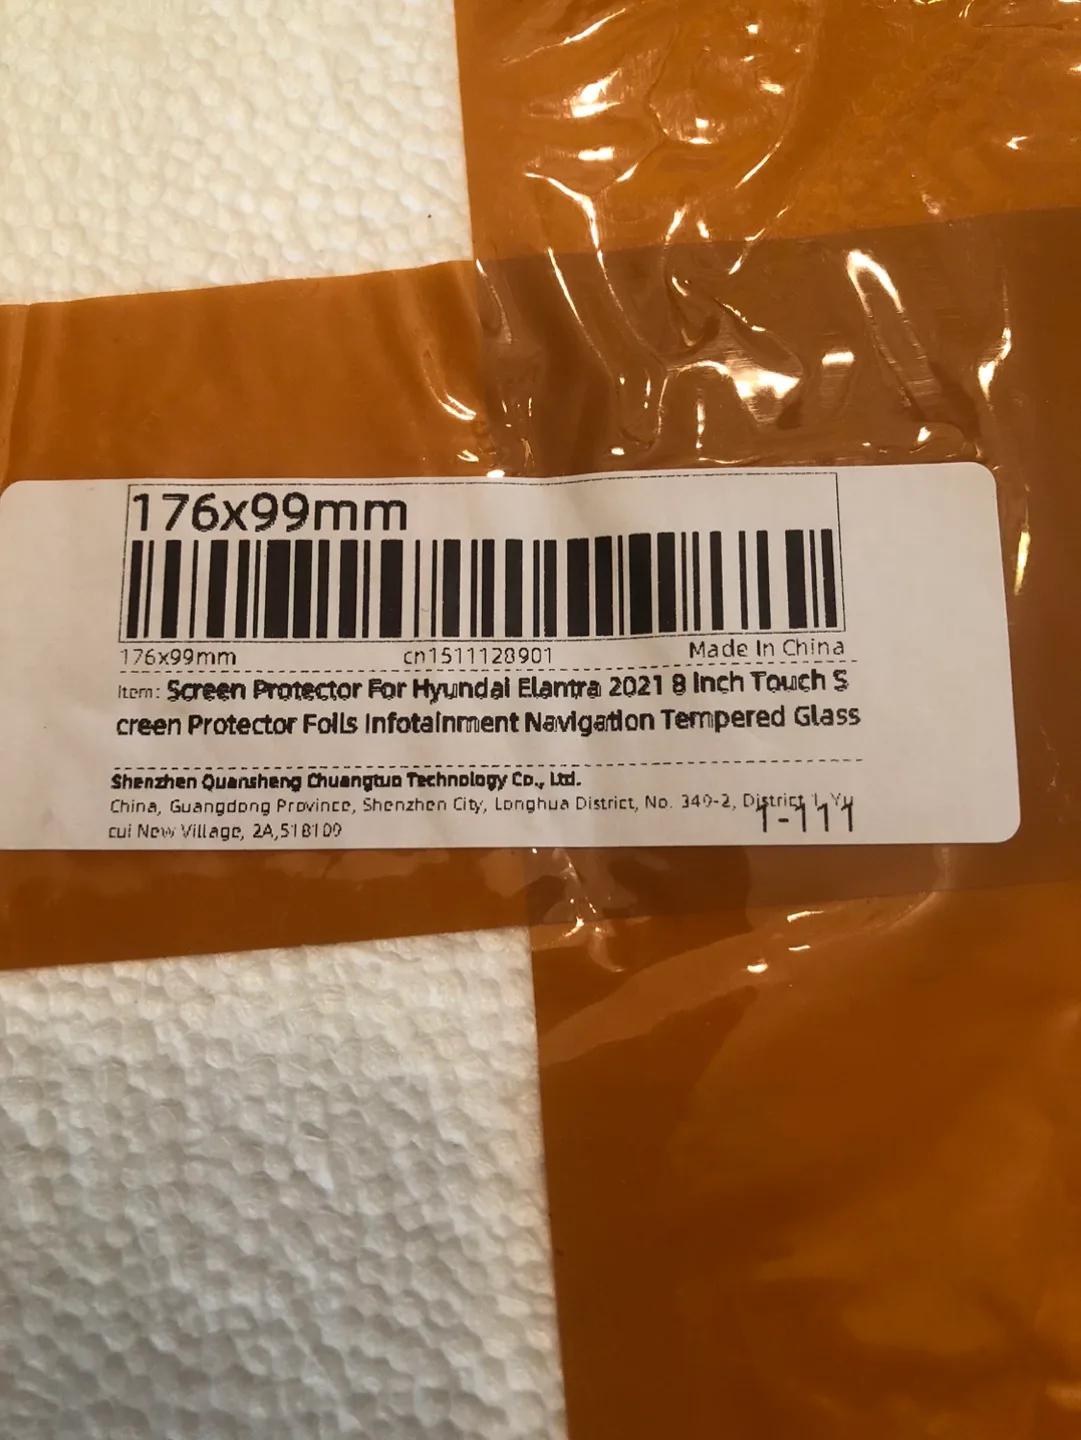 176x99mm
176x99mm cn1511128901 Made In China
Item: Screen Protector For Hyundai Elantra 2021 8 Inch Touch S
creen Protector Foils Infotainment Navigation Tempered Glass
Shenzhen Quansheng Chuangtuo Technology Co., Ltd.
China, Guangdong Province, Shenzhen City, Longhua District, No. 340-2, District 1, Yu
cui New Village, 2A,518109
1-111